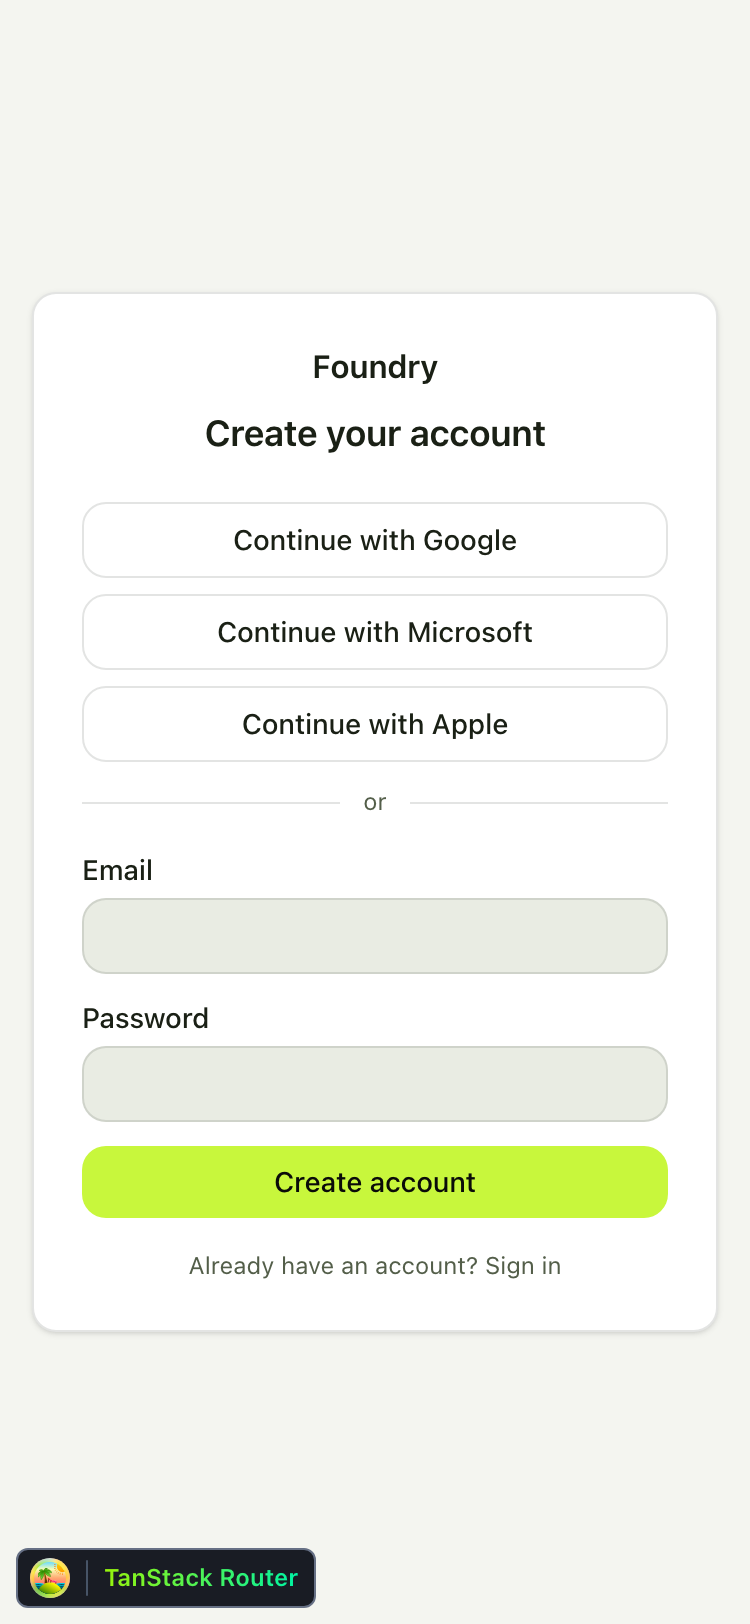 Foundry
Create your account
Continue with Google
Continue with Microsoft
Continue with Apple
or
Email
Password
Create account
Already have an account? Sign in
TanStack Router